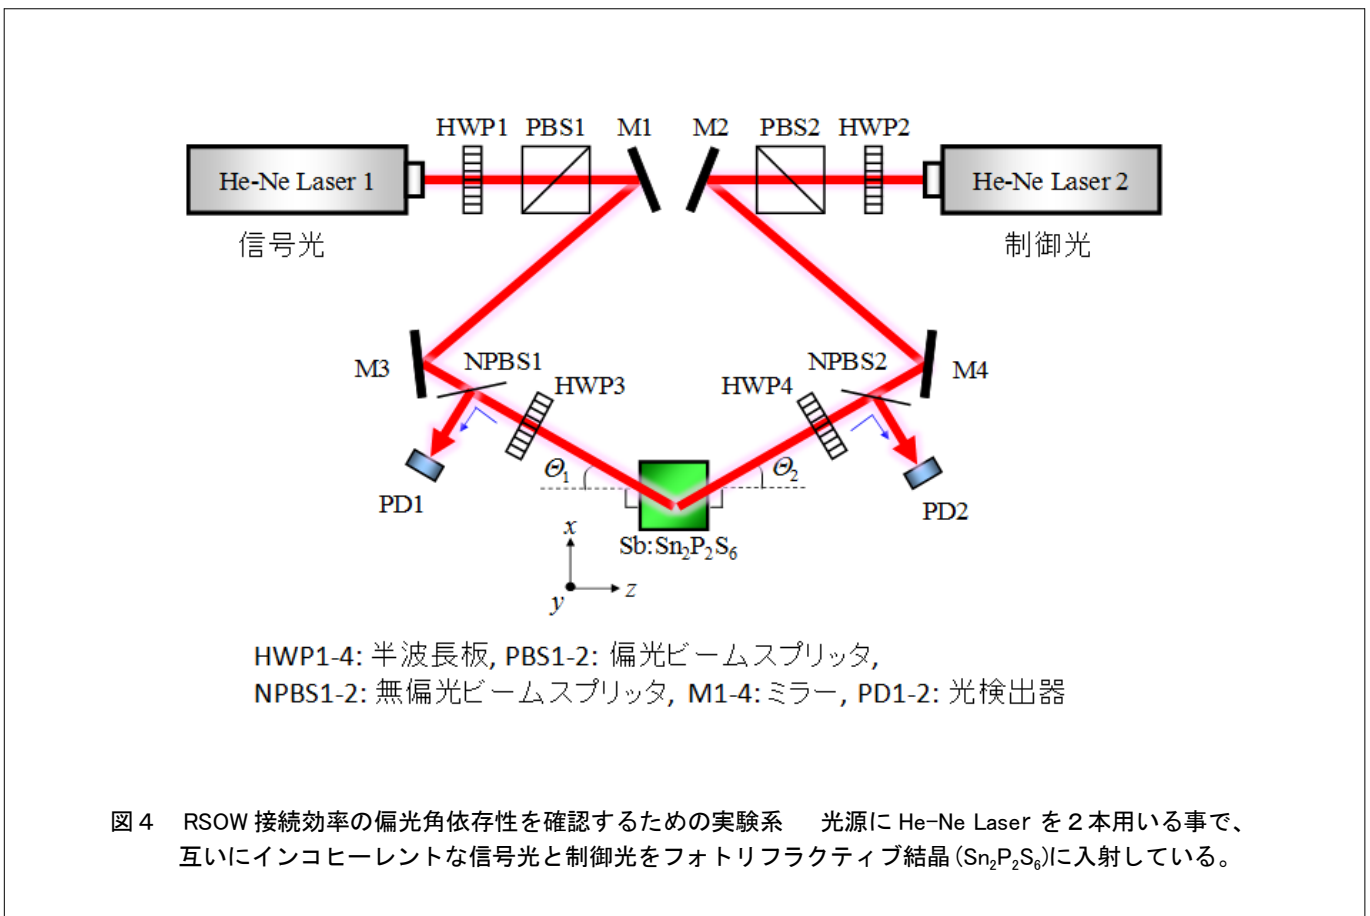 HWP1 PBS1 M1 M2 PBS2 HWP2
He-Ne Laser 1 He-Ne Laser 2
信号光 制御光
M3 NPBS1 HWP3 HWP4 NPBS2 M4
Θ1 Θ2
PD1 PD2
Sb:Sn2P2S6
x
y z
HWP1-4: 半波長板, PBS1-2: 偏光ビームスプリッタ,
NPBS1-2: 無偏光ビームスプリッタ, M1-4: ミラー, PD1-2: 光検出器
図4 RSOW 接続効率の偏光角依存性を確認するための実験系 光源に He-Ne Laser を2本用いる事で、
互いにインコヒーレントな信号光と制御光をフォトリフラクティブ結晶(Sn2P2S6)に入射している。